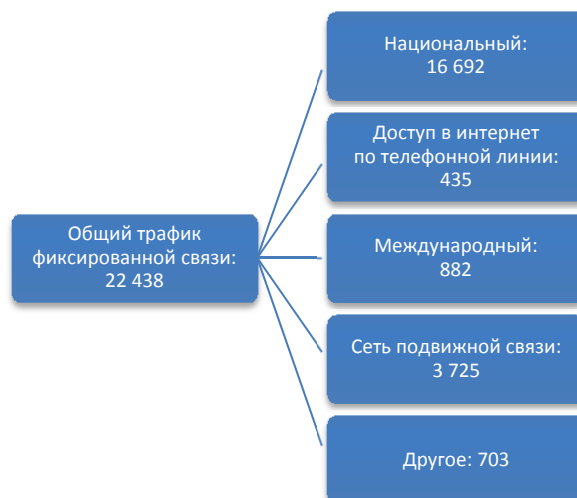 Национальный:
16 692
Доступ в интернет
по телефонной линии:
435
Общий трафик
фиксированной связи:
22 438
Международный:
882
Сеть подвижной связи:
3 725
Другое: 703